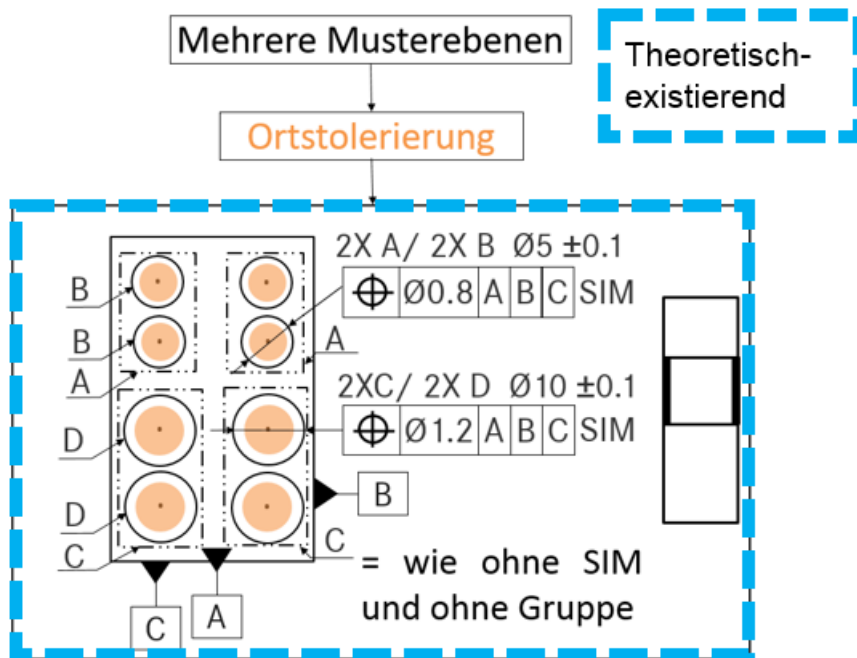 Mehrere Musterebenen
Theoretisch-
existierend
Ortstolerierung
2X A/ 2X B Ø5 ±0.1
⌖ Ø0.8 A B C SIM
B
B
A
A
2XC/ 2X D Ø10 ±0.1
⌖ Ø1.2 A B C SIM
D
D
B
C
C
= wie ohne SIM
und ohne Gruppe
C
A